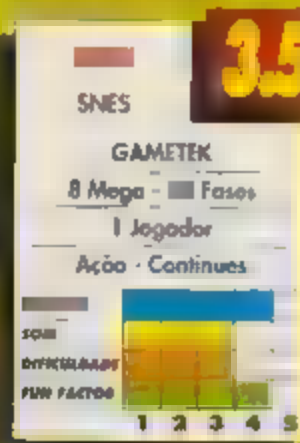 3.5
SNES
GAMETEK
8 Mega - Fases
1 Jogador
Ação - Continues
SOM
DIFICULDADE
FUN FACTOR
1 2 3 4 5